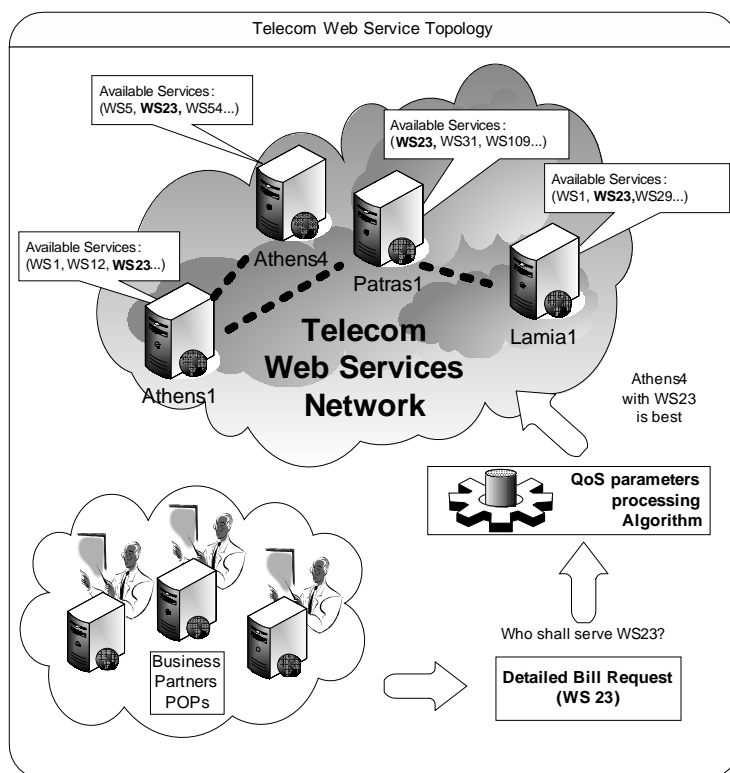 Telecom Web Service Topology
Available Services:
(WS5, WS23, WS54...)
Available Services:
(WS23, WS31, WS109...)
Available Services:
(WS1, WS23,WS29...)
Available Services:
(WS1, WS12, WS23...)
Athens4
Patras1
Lamia1
Athens1
Telecom
Web Services
Network
Athens4
with WS23
is best
QoS parameters
processing
Algorithm
Who shall serve WS23?
Detailed Bill Request
(WS 23)
Business
Partners
POPs